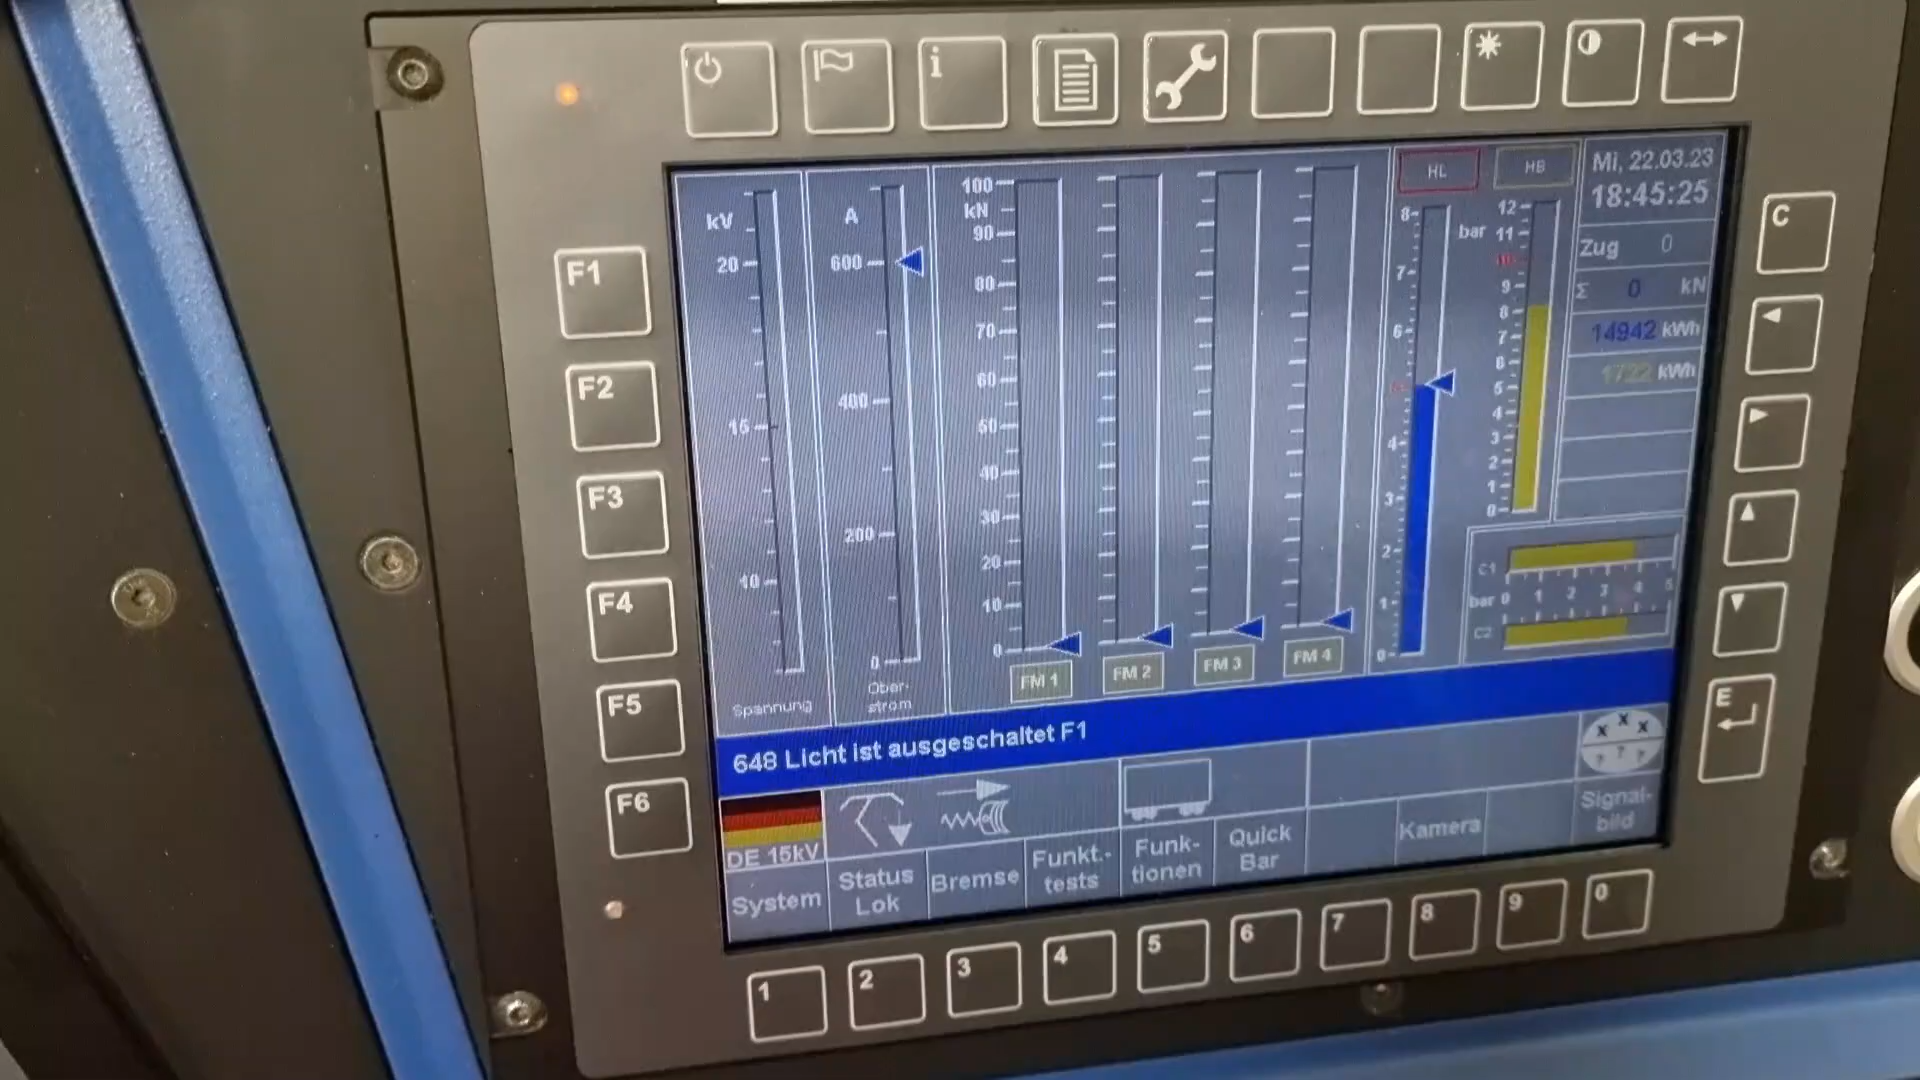 i
C
F1
F2
F3
F4
F5
F6
E
kV
20
15
10
Spannung
A
600
400
200
0
Ober-
strom
100
kN
90
80
70
60
50
40
30
20
10
0
FM 1
FM 2
FM 3
FM 4
HL
HB
8
7
6
4
3
2
1
0
bar
12
11
10
9
8
7
6
5
4
3
2
1
0
Mi, 22.03.23
18:45:25
Zug 0
Σ 0 kN
14942 kWh
1722 kWh
C1
bar 0 1 2 3 4 5
C2
648 Licht ist ausgeschaltet F1
X X X
? ? ?
DE 15kV
System
Status
Lok
Bremse
Funkt.-
tests
Funk-
tionen
Quick
Bar
Kamera
Signal-
bild
1
2
3
4
5
6
7
8
9
0